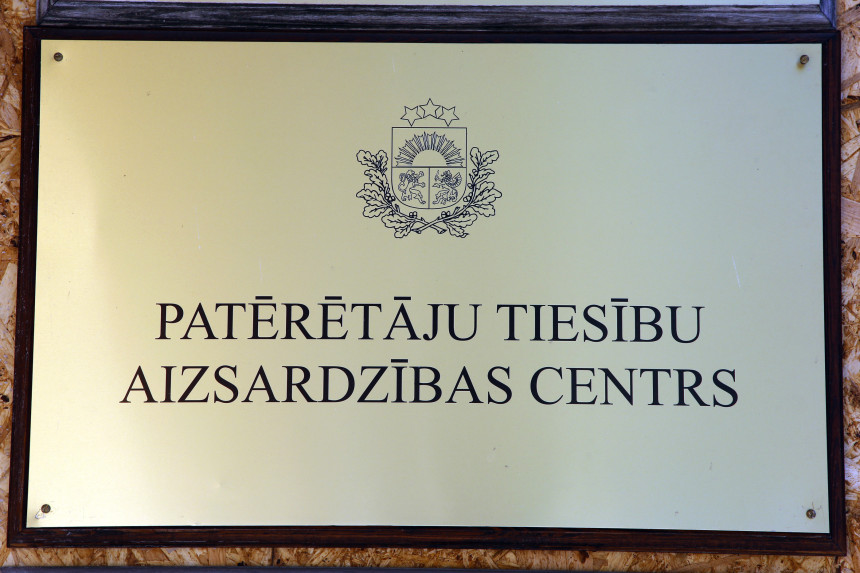 PATĒRĒTĀJU TIESĪBU
AIZSARDZĪBAS CENTRS